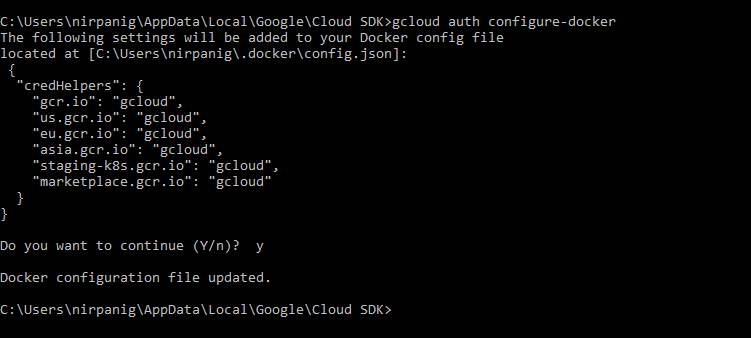 C:\Users\nirpanig\AppData\Local\Google\Cloud SDK>gcloud auth configure-docker
The following settings will be added to your Docker config file
located at [C:\Users\nirpanig\.docker\config.json]:
 {
  "credHelpers": {
    "gcr.io": "gcloud",
    "us.gcr.io": "gcloud",
    "eu.gcr.io": "gcloud",
    "asia.gcr.io": "gcloud",
    "staging-k8s.gcr.io": "gcloud",
    "marketplace.gcr.io": "gcloud"
  }
}
Do you want to continue (Y/n)?  y
Docker configuration file updated.
C:\Users\nirpanig\AppData\Local\Google\Cloud SDK>